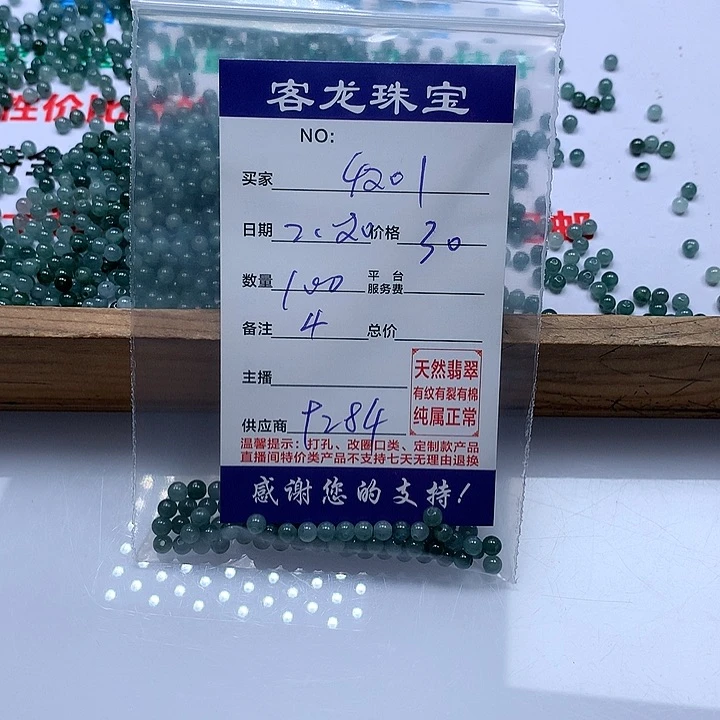 性价比
客龙珠宝
NO:
买家 4201
日期 2.20 价格 30
数量 100 平台服务费
备注 4 总价
主播
天然翡翠
有纹有裂有棉
纯属正常
供应商 9284
温馨提示：打孔、改圈口类、定制款产品
直播间特价类产品不支持七天无理由退换
感谢您的支持！